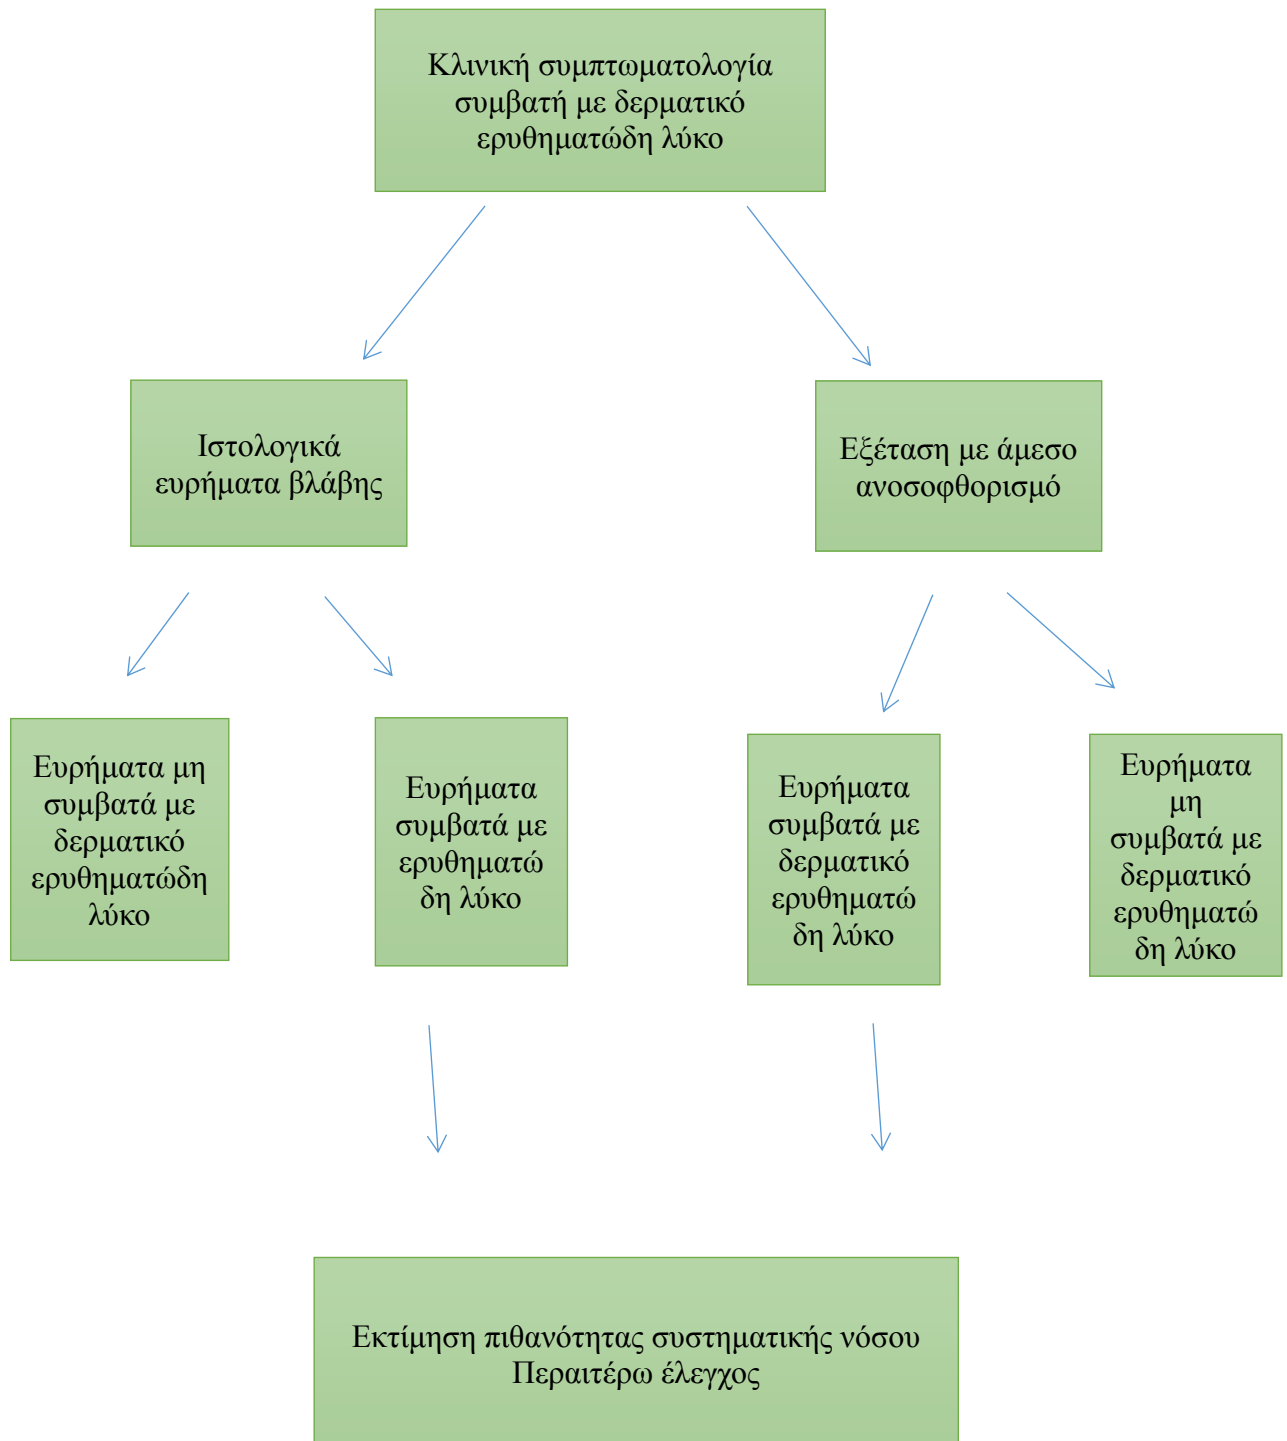 Κλινική συμπτωματολογία
συμβατή με δερματικό
ερυθηματώδη λύκο
Ιστολογικά
ευρήματα βλάβης
Εξέταση με άμεσο
ανοσοφθορισμό
Ευρήματα μη
συμβατά με
δερματικό
ερυθηματώδη
λύκο
Ευρήματα
συμβατά με
ερυθηματώ
δη λύκο
Ευρήματα
συμβατά με
δερματικό
ερυθηματώ
δη λύκο
Ευρήματα
μη
συμβατά με
δερματικό
ερυθηματώ
δη λύκο
Εκτίμηση πιθανότητας συστηματικής νόσου
Περαιτέρω έλεγχος